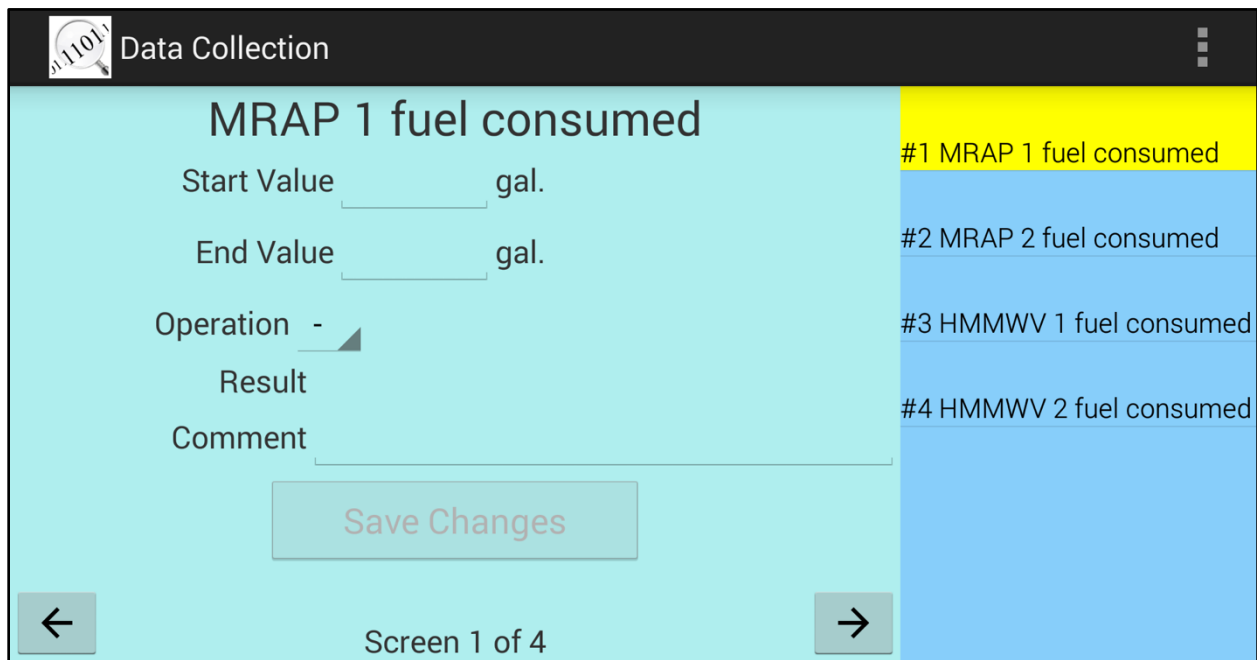 Data Collection
MRAP 1 fuel consumed
Start Value gal.
End Value gal.
Operation -
Result
Comment
Save Changes
Screen 1 of 4
#1 MRAP 1 fuel consumed
#2 MRAP 2 fuel consumed
#3 HMMWV 1 fuel consumed
#4 HMMWV 2 fuel consumed